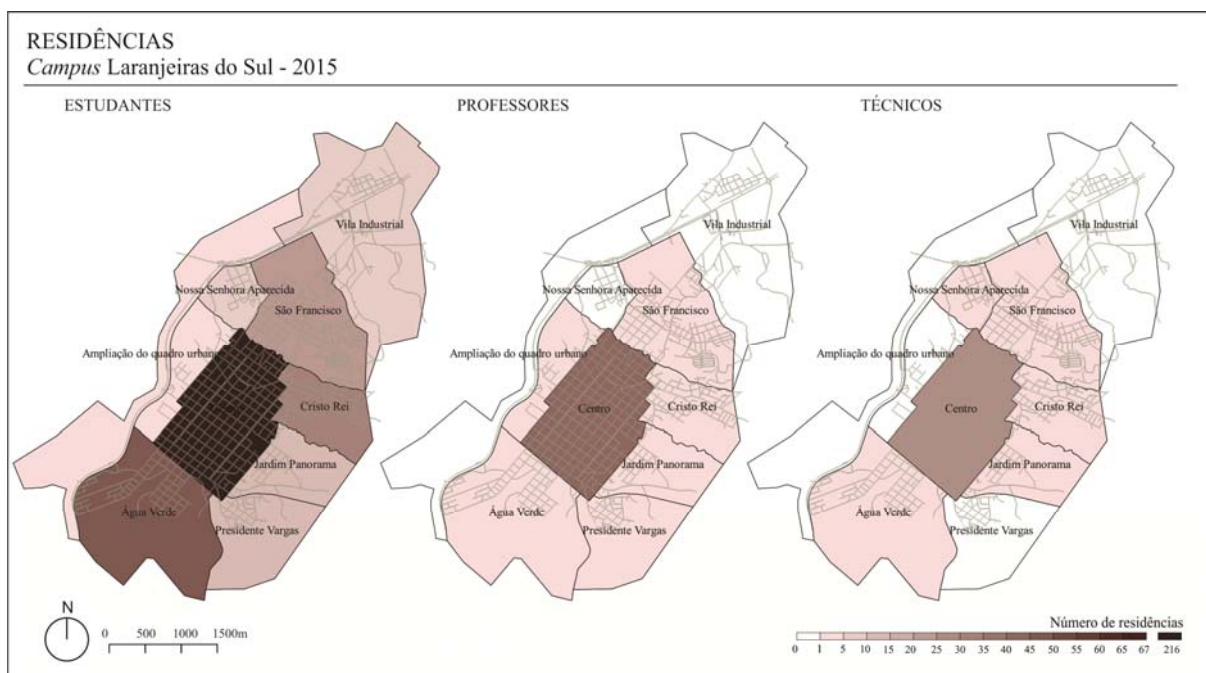 RESIDÊNCIAS
Campus Laranjeiras do Sul - 2015
ESTUDANTES
PROFESSORES
TÉCNICOS
Vila Industrial
Nossa Senhora Aparecida
São Francisco
Ampliação do quadro urbano
Cristo Rei
Jardim Panorama
Água Verde
Presidente Vargas
Vila Industrial
Nossa Senhora Aparecida
São Francisco
Ampliação do quadro urbano
Centro
Cristo Rei
Jardim Panorama
Água Verde
Presidente Vargas
Vila Industrial
Nossa Senhora Aparecida
São Francisco
Ampliação do quadro urbano
Centro
Cristo Rei
Jardim Panorama
Água Verde
Presidente Vargas
N
0 500 1000 1500m
Número de residências
0 1 5 10 15 20 25 30 35 40 45 50 55 60 65 67 216